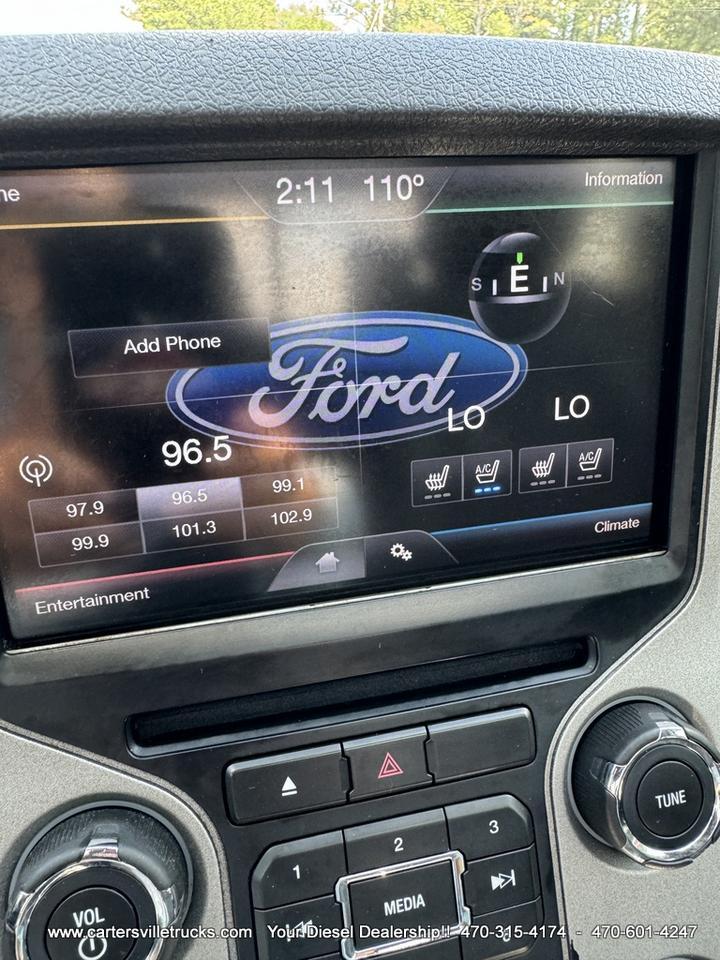 ne
2:11 110°
Information
S E N
Add Phone
Ford
LO LO
96.5
A/C A/C
97.9 96.5 99.1
99.9 101.3 102.9
Climate
Entertainment
TUNE
1 2 3
VOL
MEDIA
www.cartersvilletrucks.com Your Diesel Dealership!! 470-315-4174 - 470-601-4247